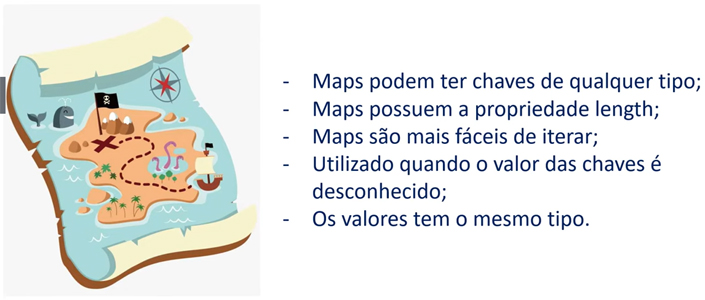 - Maps podem ter chaves de qualquer tipo;
- Maps possuem a propriedade length;
- Maps são mais fáceis de iterar;
- Utilizado quando o valor das chaves é
desconhecido;
- Os valores tem o mesmo tipo.